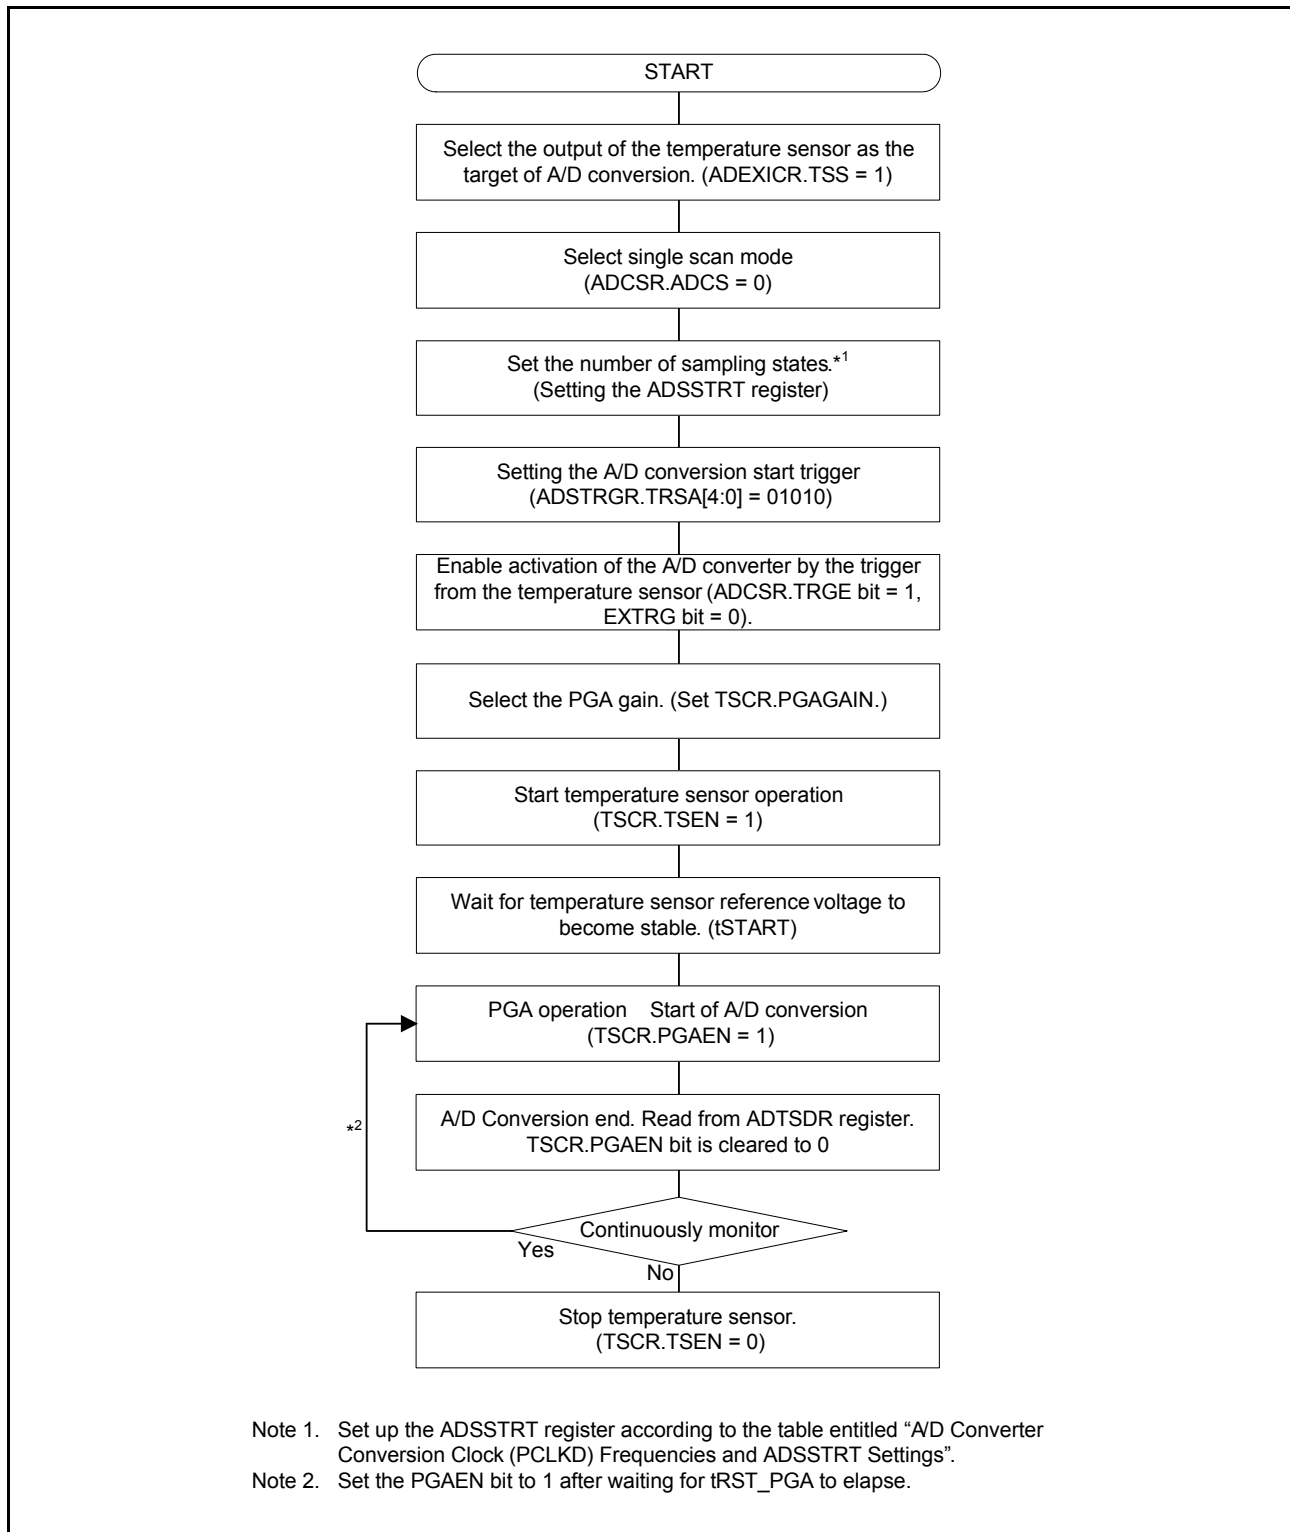 START
Select the output of the temperature sensor as the
target of A/D conversion. (ADEXICR.TSS = 1)
Select single scan mode
(ADCSR.ADCS = 0)
Set the number of sampling states.*1
(Setting the ADSSTRT register)
Setting the A/D conversion start trigger
(ADSTRGR.TRSA[4:0] = 01010)
Enable activation of the A/D converter by the trigger
from the temperature sensor (ADCSR.TRGE bit = 1,
EXTRG bit = 0).
Select the PGA gain. (Set TSCR.PGAGAIN.)
Start temperature sensor operation
(TSCR.TSEN = 1)
Wait for temperature sensor reference voltage to
become stable. (tSTART)
PGA operation Start of A/D conversion
(TSCR.PGAEN = 1)
A/D Conversion end. Read from ADTSDR register.
TSCR.PGAEN bit is cleared to 0
*2
Continuously monitor
Yes
No
Stop temperature sensor.
(TSCR.TSEN = 0)
Note 1. Set up the ADSSTRT register according to the table entitled “A/D Converter
Conversion Clock (PCLKD) Frequencies and ADSSTRT Settings”.
Note 2. Set the PGAEN bit to 1 after waiting for tRST_PGA to elapse.